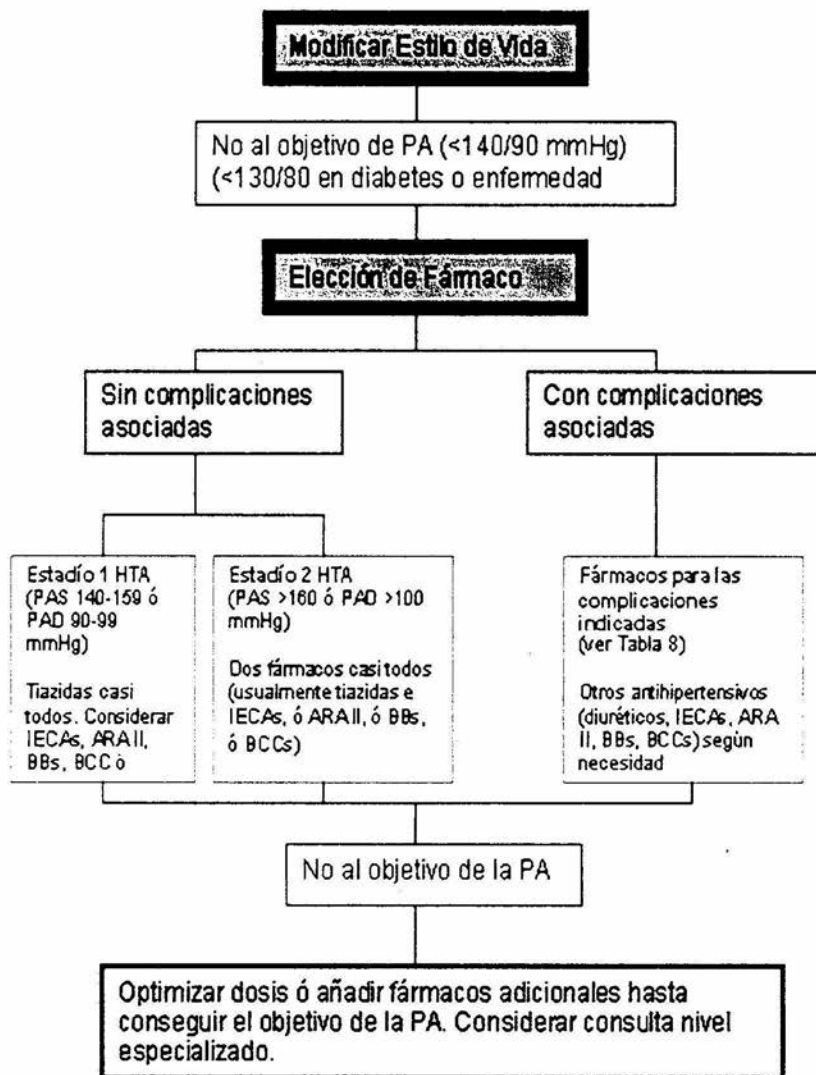 Modificar Estilo de Vida
No al objetivo de PA (<140/90 mmHg)
(<130/80 en diabetes o enfermedad
Elección de Fármaco
Sin complicaciones
asociadas
Con complicaciones
asociadas
Estadío 1 HTA
(PAS 140-159 ó
PAD 90-99
mmHg)
Tiazidas casi
todos. Considerar
IECAs, ARA II,
BBs, BCC ò
Estadío 2 HTA
(PAS >160 ó PAD >100
mmHg)
Dos fármacos casi todos
(usualmente tiazidas e
IECAs, ó ARA II, ó BBs,
ó BCCs)
Fármacos para las
complicaciones
indicadas
(ver Tabla 8)
Otros antihipertensivos
(diuréticos, IECAs, ARA
II, BBs, BCCs) según
necesidad
No al objetivo de la PA
Optimizar dosis ó añadir fármacos adicionales hasta
conseguir el objetivo de la PA. Considerar consulta nivel
especializado.